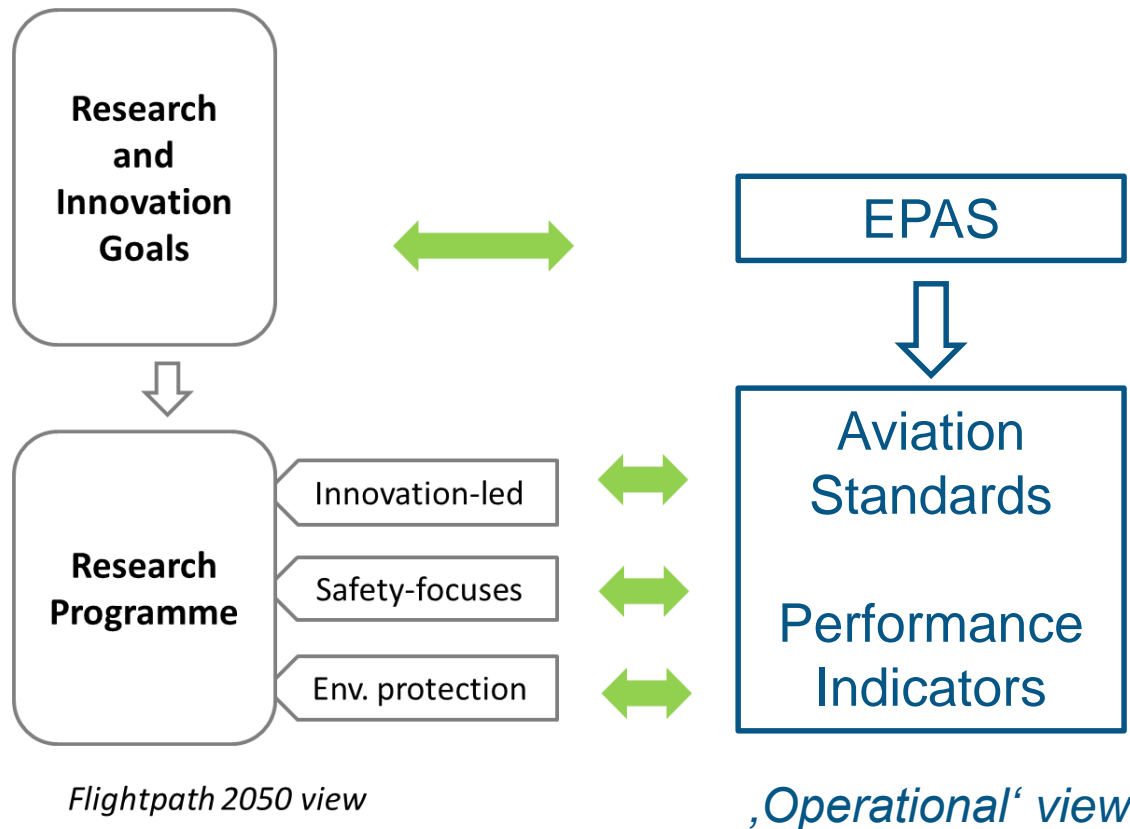 Research
and
Innovation
Goals
EPAS
Research
Programme
Innovation-led
Safety-focuses
Env. protection
Aviation
Standards
Performance
Indicators
Flightpath 2050 view
‚Operational‘ view